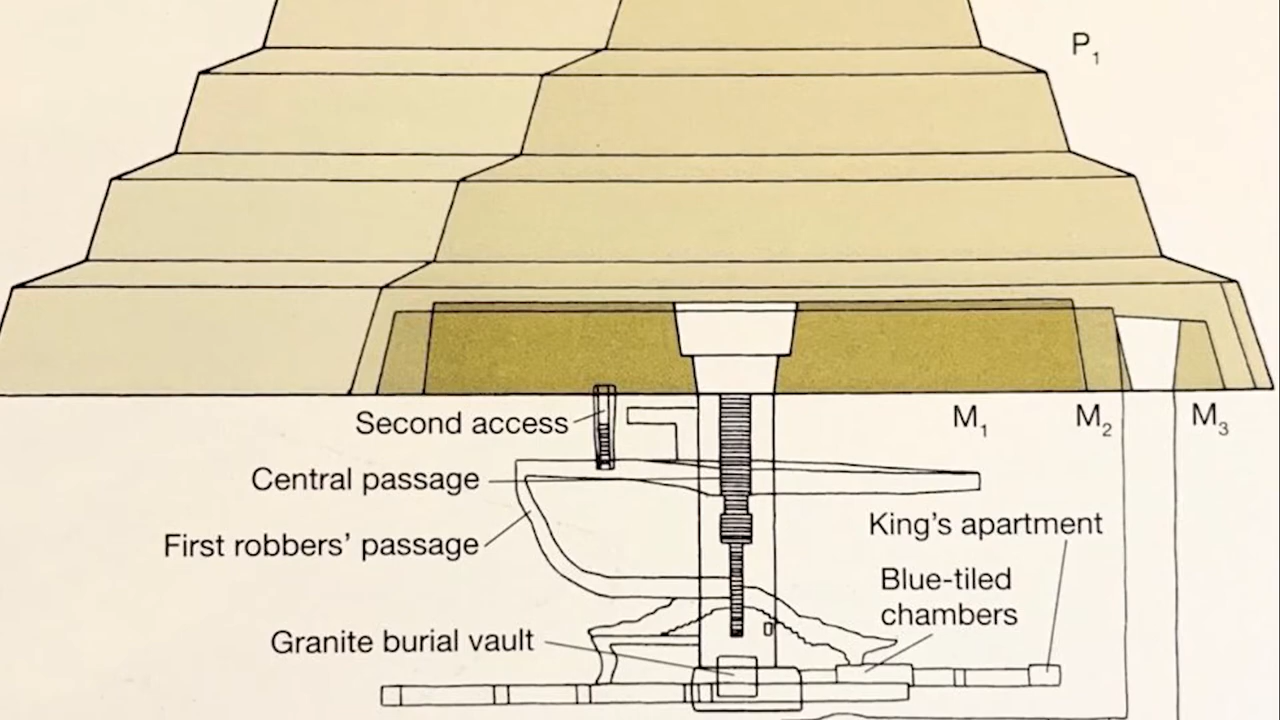 P₁
Second access
M₁
M₂
M₃
Central passage
First robbers’ passage
King’s apartment
Blue-tiled
chambers
Granite burial vault